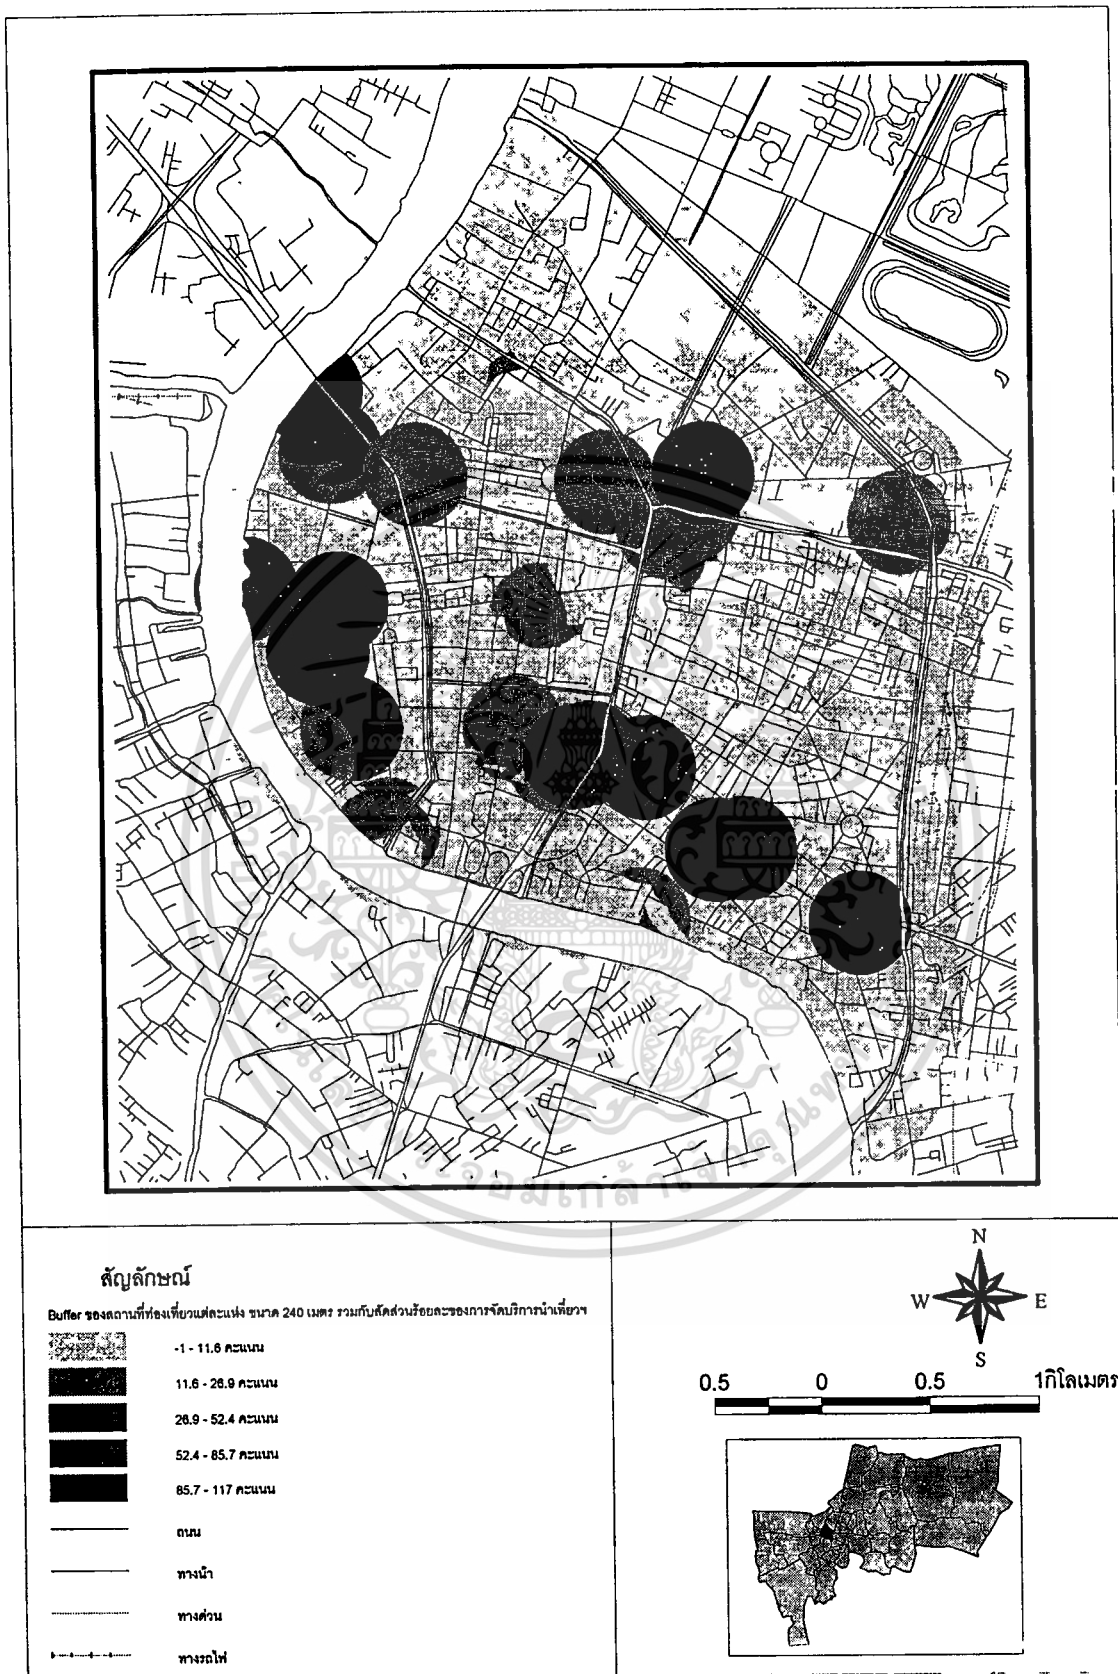 สัญลักษณ์
Buffer ของสถานที่ท่องเที่ยวแต่ละแห่ง ขนาด 240 เมตร รวมกับสัดส่วนร้อยละของการจัดบริการนำเที่ยวฯ
-1 - 11.6 คะแนน
11.6 - 26.9 คะแนน
26.9 - 52.4 คะแนน
52.4 - 85.7 คะแนน
85.7 - 117 คะแนน
ถนน
ทางน้ำ
ทางด่วน
ทางรถไฟ
N
W E
S
0.5 0 0.5 1กิโลเมตร